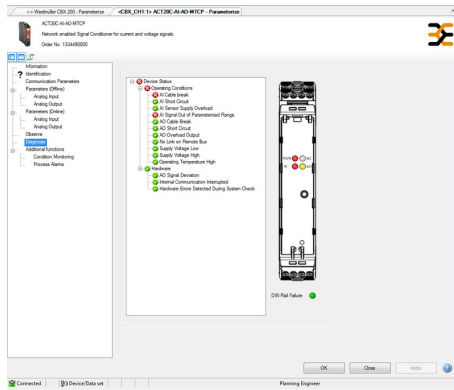 <> Weidmüller CBX 200 - Parameterize
<CBX_CH1:1> ACT20C-AI-AO-MTCP - Parameterize
ACT20C-AI-AO-MTCP
Network enabled Signal Conditioner for current and voltage signals.
Order No. 1334490000
Information
Identification
Communication Parameters
Parameters (Offline)
Analog Input
Analog Output
Parameters (Online)
Analog Input
Analog Output
Observe
Diagnosis
Additional functions
Condition Monitoring
Process Alarms
Device Status
Operating Conditions
AI Cable break
AI Short Circuit
AI Sensor Supply Overload
AI Signal Out of Parameterized Range
AO Cable Break
AO Short Circuit
AO Overload Output
No Link on Remote Bus
Supply Voltage Low
Supply Voltage High
Operating Temperature High
Hardware
AO Signal Deviation
Internal Communication Interrupted
Hardware Errors Detected During System Check
DIN Rail Failure
OK
Close
Apply
Connected
Device/Data set
Planning Engineer